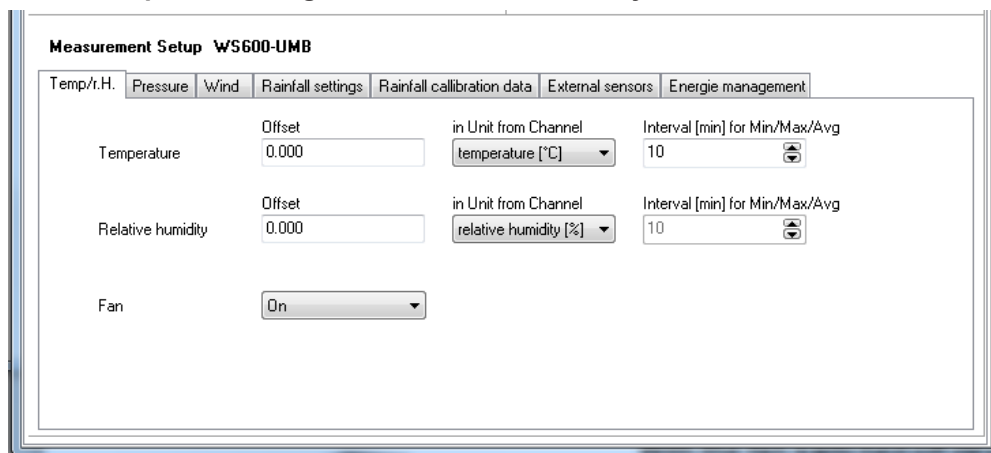 Measurement Setup WS600-UMB
Temp/r.H. Pressure Wind Rainfall settings Rainfall callibration data External sensors Energie management
Offset in Unit from Channel Interval [min] for Min/Max/Avg
Temperature 0.000 temperature [°C] 10
Offset in Unit from Channel Interval [min] for Min/Max/Avg
Relative humidity 0.000 relative humidity [%] 10
Fan On